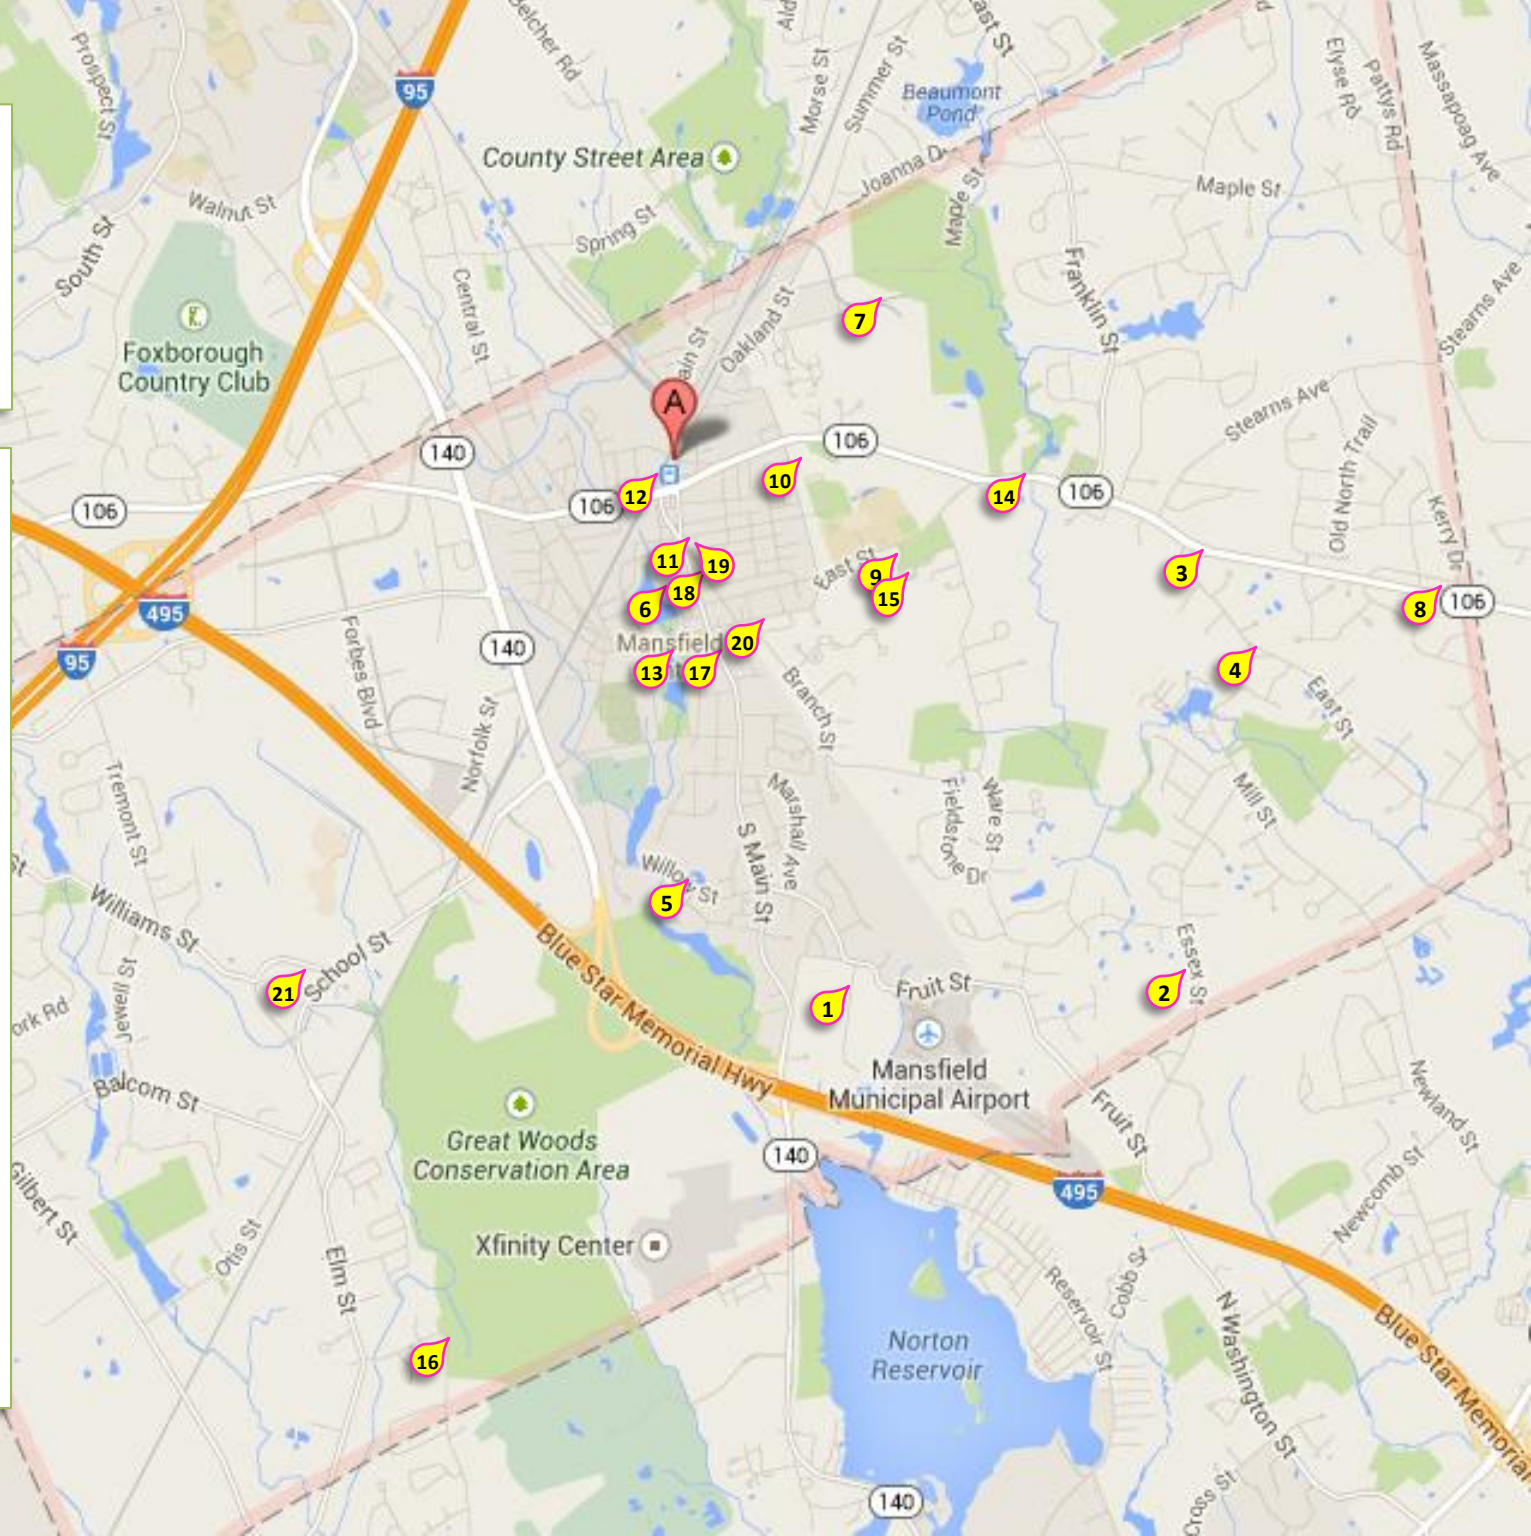 Prospect St
Belcher Rd
95
Morse St
Summer St
East St
Beaumont
Pond
Elyse Rd
Pattys Rd
Massapoag Ave
County Street Area
Joanna Dr
Maple St
Maple St
Walnut St
Spring St
South St
Central St
Franklin St
Stearns Ave
Oakland St
7
K
Foxborough
Country Club
A
Stearns Ave
Old North Trail
140
106
106
106
12
10
14
106
Kerry Dr
11
19
East St
9
15
3
8
106
495
18
6
Forbes Blvd
140
Mansfield
20
13
17
4
95
Branch St
East St
Norfolk St
Tremont St
Marshall Ave
Fieldstone Dr
Ware St
Mill St
S Main St
Willow St
5
St
Williams St
School St
21
Jewell St
Blue Star Memorial Hwy
1
Fruit St
2
Essex St
Mansfield
Municipal Airport
Balcom St
Fruit St
Newland St
Great Woods
Conservation Area
140
495
Newcomb St
Gilbert St
Otis St
Elm St
Xfinity Center
Reservoir St
Cobb St
N Washington St
Norton
Reservoir
16
Blue Star Memorial
Cross St
140